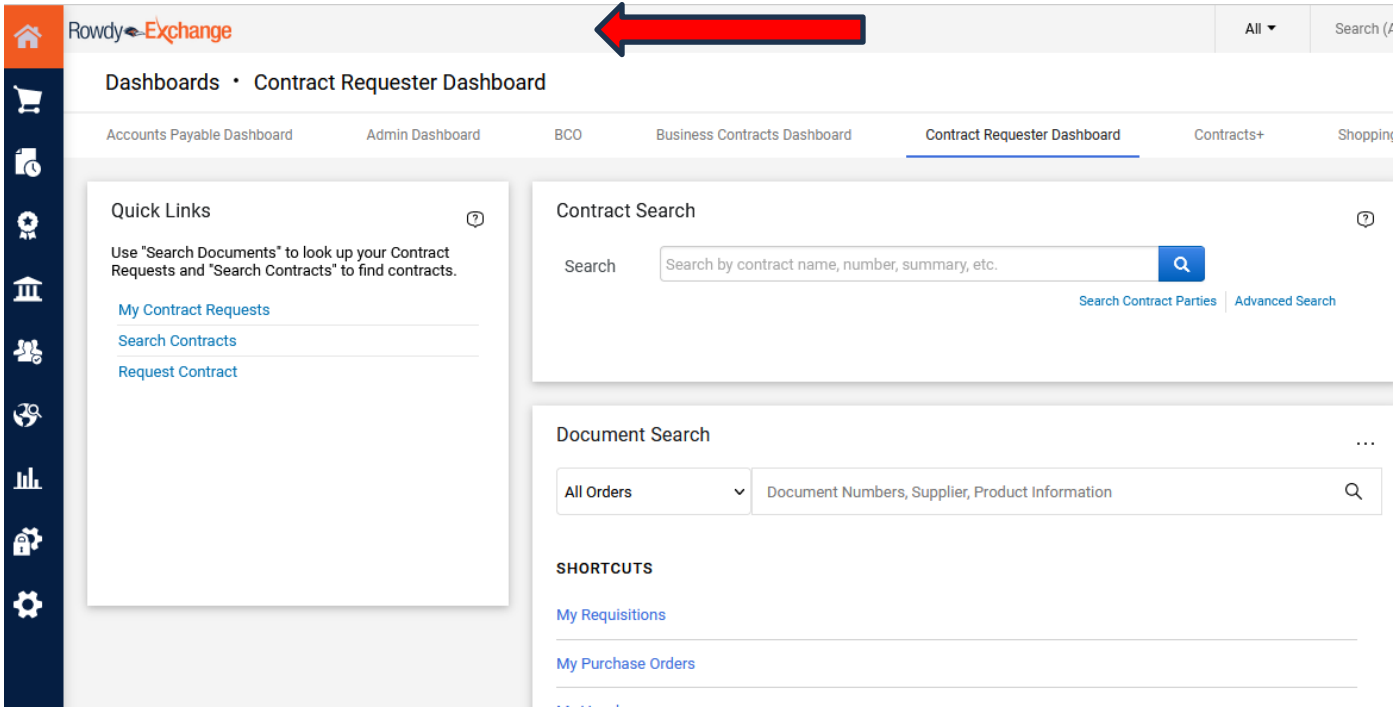 Rowdy Exchange
All
Search (A
Dashboards • Contract Requester Dashboard
Accounts Payable Dashboard
Admin Dashboard
BCO
Business Contracts Dashboard
Contract Requester Dashboard
Contracts+
Shopping
Quick Links
Use "Search Documents" to look up your Contract
Requests and "Search Contracts" to find contracts.
My Contract Requests
Search Contracts
Request Contract
Contract Search
Search
Search by contract name, number, summary, etc.
Search Contract Parties
Advanced Search
Document Search
All Orders
Document Numbers, Supplier, Product Information
SHORTCUTS
My Requisitions
My Purchase Orders